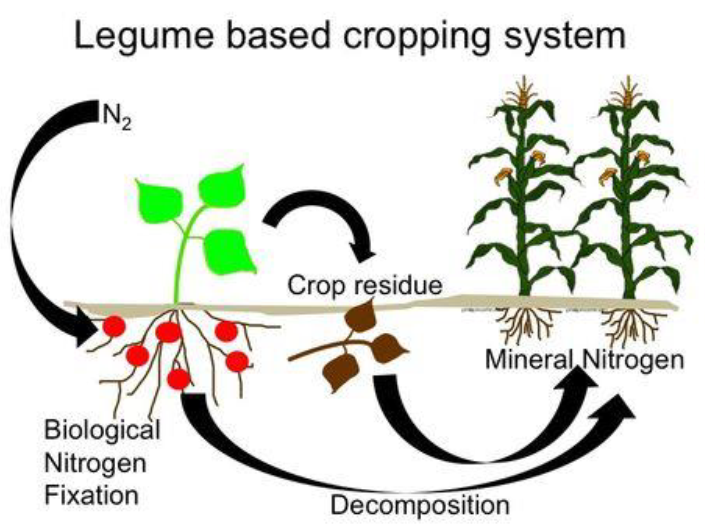 Legume based cropping system
N₂
Crop residue
Mineral Nitrogen
Biological
Nitrogen
Fixation
Decomposition